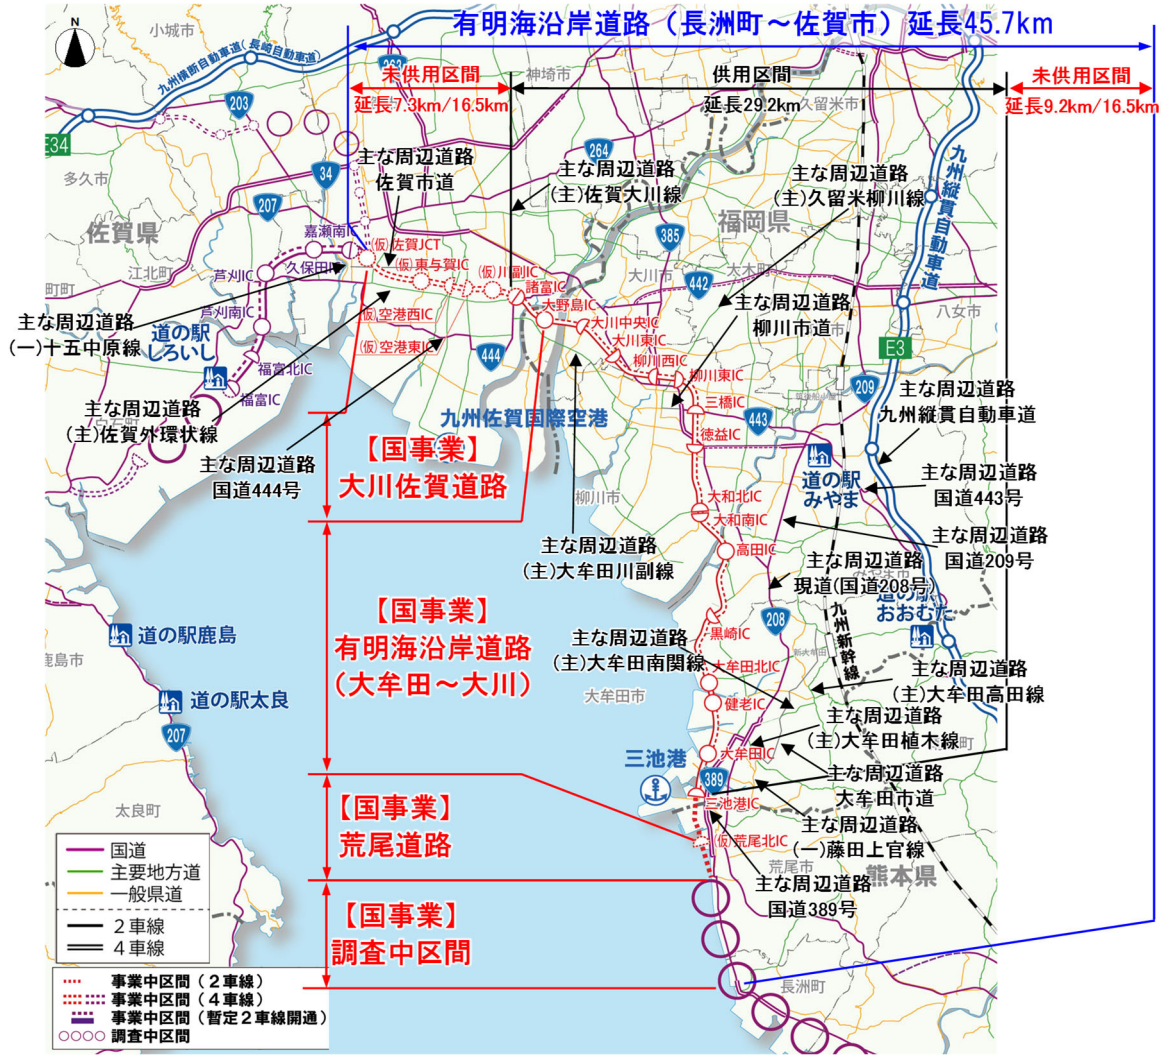 有明海沿岸道路（長洲町～佐賀市）延長45.7km
N
小城市
九州横断自動車道（長崎自動車道）
未供用区間
延長7.3km/16.5km
神埼市
供用区間
延長29.2km
久留米市
未供用区間
延長9.2km/16.5km
203
E34
多久市
34
207
264
主な周辺道路
佐賀市道
主な周辺道路
(主)佐賀大川線
主な周辺道路
(主)久留米柳川線
九州縦貫自動車道
佐賀県
福岡県
385
嘉瀬南IC
(仮)佐賀JCT
久保田IC
(仮)東与賀IC
(仮)川副IC
諸富IC
江北町
芦刈IC
大川市
大木町
442
大野島IC
(仮)空港西IC
(仮)空港東IC
芦刈南IC
大川中央IC
大川東IC
主な周辺道路
柳川市道
八女市
主な周辺道路
(一)十五中原線
道の駅
しろいし
444
柳川西IC
柳川東IC
E3
福富北IC
福富IC
209
主な周辺道路
九州縦貫自動車道
主な周辺道路
(主)佐賀外環状線
白石町
三橋IC
443
徳益IC
九州佐賀国際空港
主な周辺道路
国道444号
【国事業】
大川佐賀道路
道の駅
みやま
主な周辺道路
国道443号
柳川市
大和北IC
大和南IC
主な周辺道路
国道209号
高田IC
主な周辺道路
(主)大牟田川副線
主な周辺道路
現道(国道208号)
みやま市
道の駅
おおむた
【国事業】
有明海沿岸道路
（大牟田～大川）
道の駅鹿島
鹿島市
黒崎IC
208
九州新幹線
主な周辺道路
(主)大牟田南関線
新大牟田
大牟田北IC
主な周辺道路
(主)大牟田高田線
大牟田市
道の駅太良
207
健老IC
主な周辺道路
(主)大牟田植木線
大牟田IC
三池港
389
主な周辺道路
大牟田市道
【国事業】
荒尾道路
太良町
三池港IC
主な周辺道路
(一)藤田上官線
(仮)荒尾北IC
荒尾市
熊本県
主な周辺道路
国道389号
【国事業】
調査中区間
長洲町
国道
主要地方道
一般県道
２車線
４車線
事業中区間（２車線）
事業中区間（４車線）
事業中区間（暫定２車線開通）
調査中区間